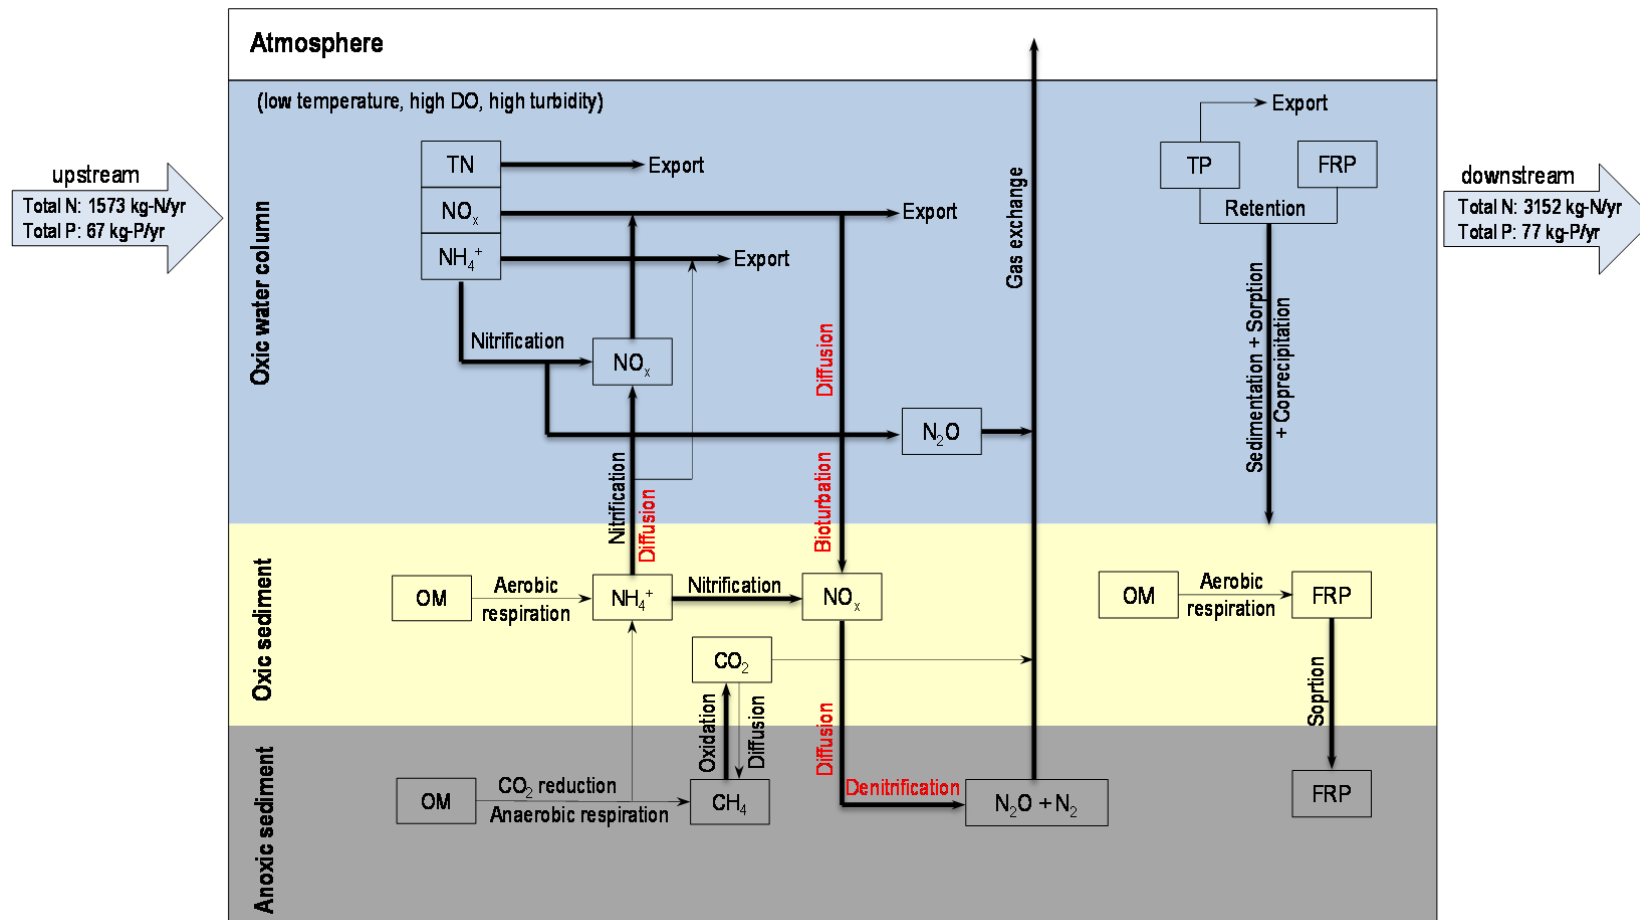 Atmosphere
(low temperature, high DO, high turbidity)
upstream
Total N: 1573 kg-N/yr
Total P: 67 kg-P/yr
downstream
Total N: 3152 kg-N/yr
Total P: 77 kg-P/yr
Oxic water column
TN
Export
NOₓ
Export
NH₄⁺
Export
Nitrification
NOₓ
Diffusion
N₂O
Gas exchange
Export
TP
FRP
Retention
Sedimentation + Sorption
+ Coprecipitation
Nitrification
Diffusion
Bioturbation
Oxic sediment
OM
Aerobic
respiration
NH₄⁺
Nitrification
NOₓ
CO₂
OM
Aerobic
respiration
FRP
Oxidation
Diffusion
Diffusion
Soprtion
Anoxic sediment
OM
CO₂ reduction
Anaerobic respiration
CH₄
Denitrification
N₂O + N₂
FRP